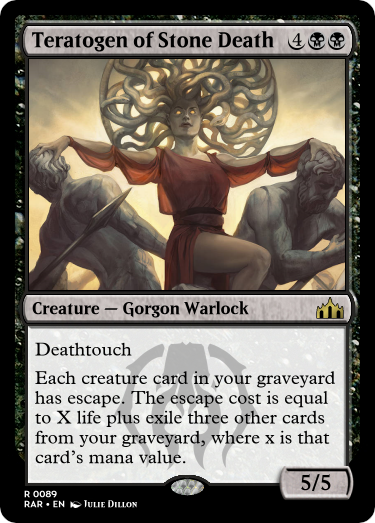 Teratogen of Stone Death 4
Creature — Gorgon Warlock
Deathtouch
Each creature card in your graveyard
has escape. The escape cost is equal
to X life plus exile three other cards
from your graveyard, where x is that
card's mana value.
5/5
R 0089
RAR • EN Julie Dillon